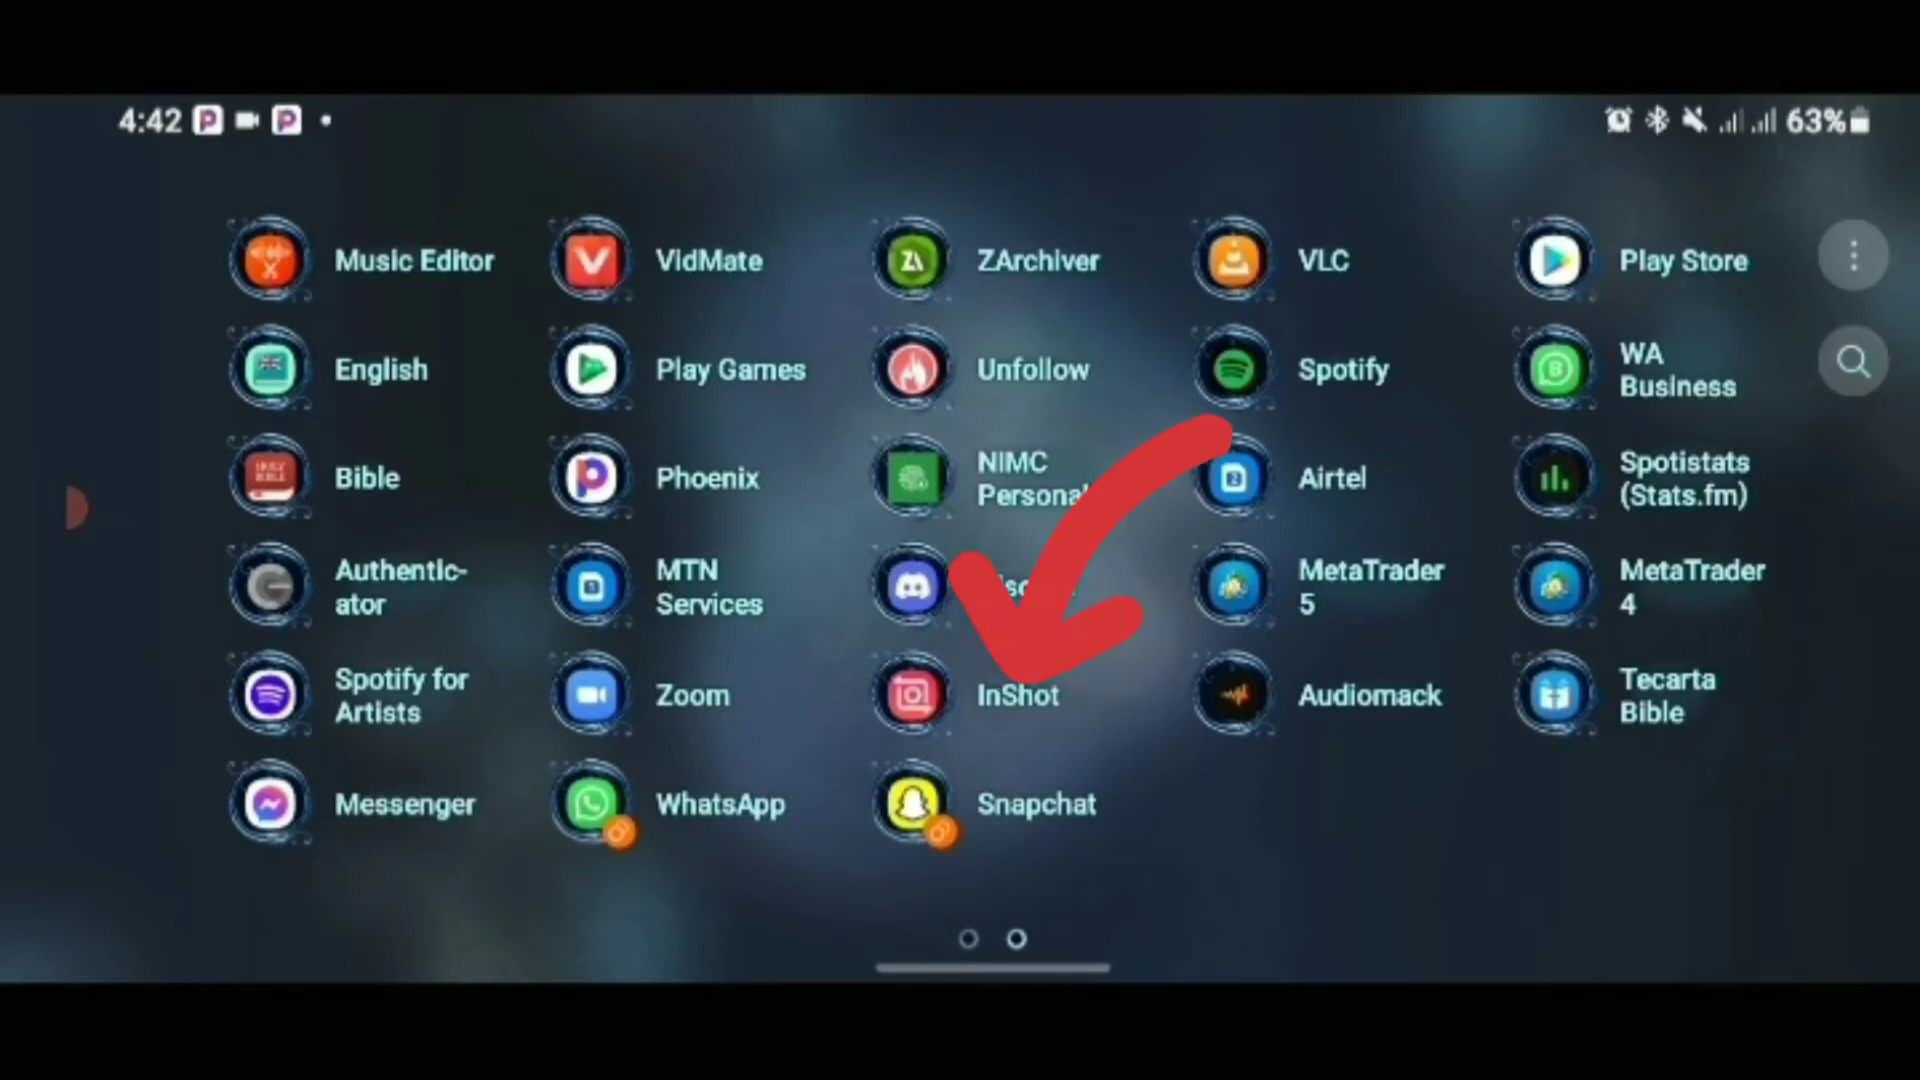 4:42
63%
Music Editor
VidMate
ZArchiver
VLC
Play Store
English
Play Games
Unfollow
Spotify
WA
Business
Bible
Phoenix
NIMC
Personal
Airtel
Spotistats
(Stats.fm)
Authentic-
ator
MTN
Services
MetaTrader
5
MetaTrader
4
Spotify for
Artists
Zoom
InShot
Audiomack
Tecarta
Bible
Messenger
WhatsApp
Snapchat